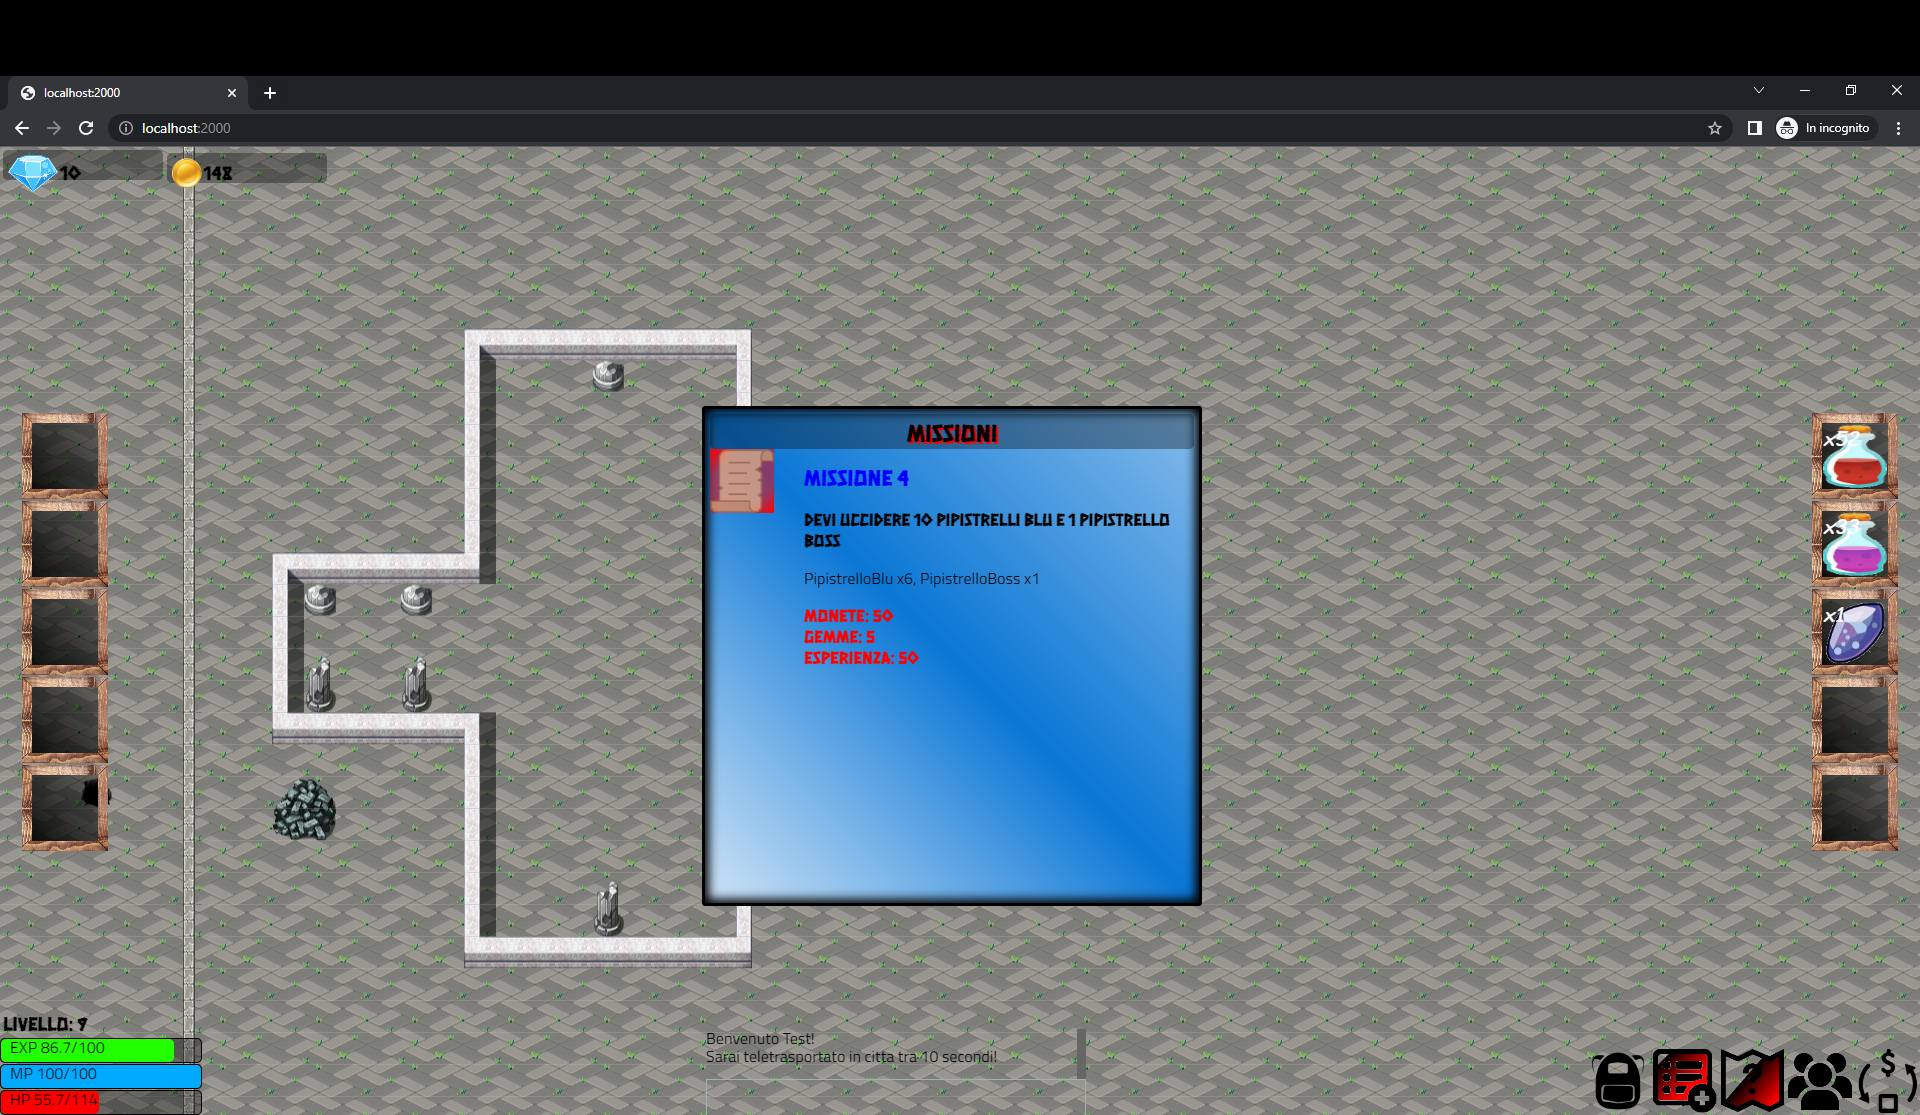 localhost:2000
localhost:2000
In incognito
10
148
MISSIONI
MISSIONE 4
DEVI UCCIDERE 10 PIPISTRELLI BLU E 1 PIPISTRELLO
BOSS
PipistrelloBlu x6, PipistrelloBoss x1
MONETE: 50
GEMME: 5
ESPERIENZA: 50
x52
x33
x1
LIVELLO: 9
EXP 86.7/100
MP 100/100
HP 55.7/114
Benvenuto Test!
Sarai teletrasportato in citta tra 10 secondi!
?
$